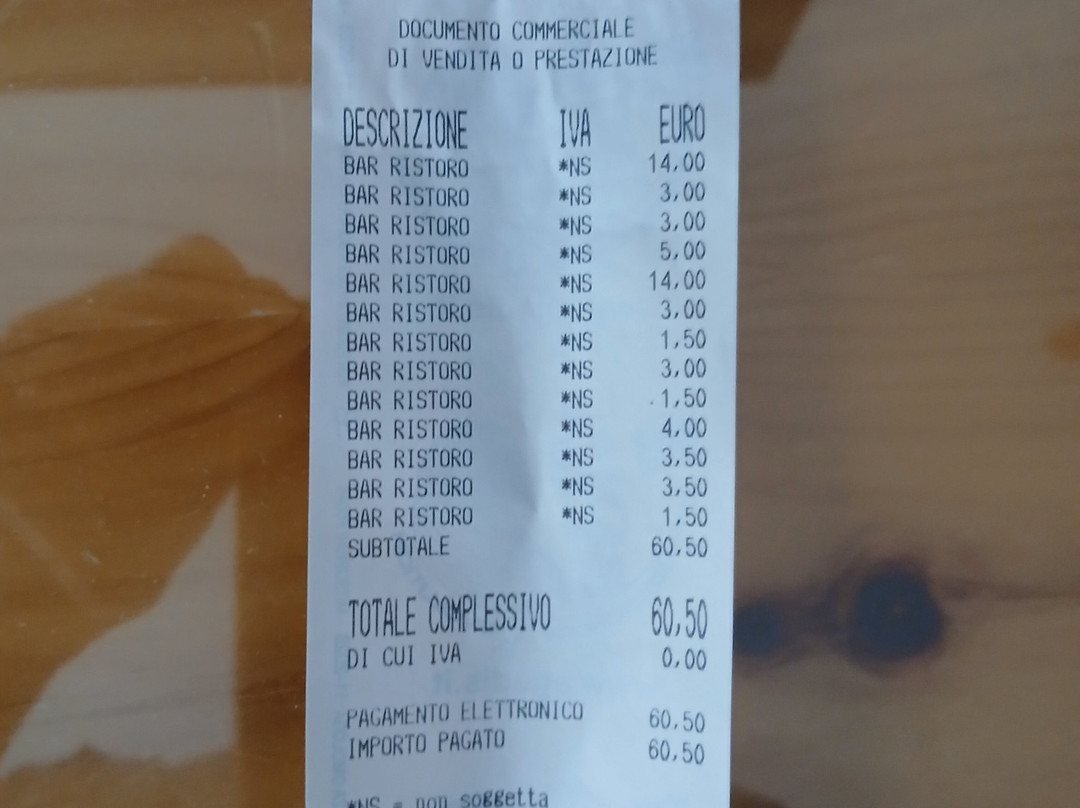 DOCUMENTO COMMERCIALE
DI VENDITA O PRESTAZIONE
DESCRIZIONE IVA EURO
BAR RISTORO *NS 14,00
BAR RISTORO *NS 3,00
BAR RISTORO *NS 3,00
BAR RISTORO *NS 5,00
BAR RISTORO *NS 14,00
BAR RISTORO *NS 3,00
BAR RISTORO *NS 1,50
BAR RISTORO *NS 3,00
BAR RISTORO *NS 1,50
BAR RISTORO *NS 4,00
BAR RISTORO *NS 3,50
BAR RISTORO *NS 3,50
BAR RISTORO *NS 1,50
SUBTOTALE 60,50
TOTALE COMPLESSIVO 60,50
DI CUI IVA 0,00
PAGAMENTO ELETTRONICO 60,50
IMPORTO PAGATO 60,50
*NS = non soggetta